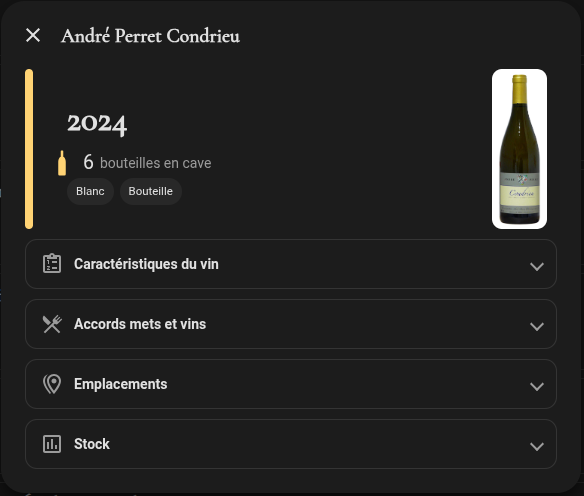 André Perret Condrieu
2024
6 bouteilles en cave
Blanc Bouteille
Condrieu
Caractéristiques du vin
Accords mets et vins
Emplacements
Stock